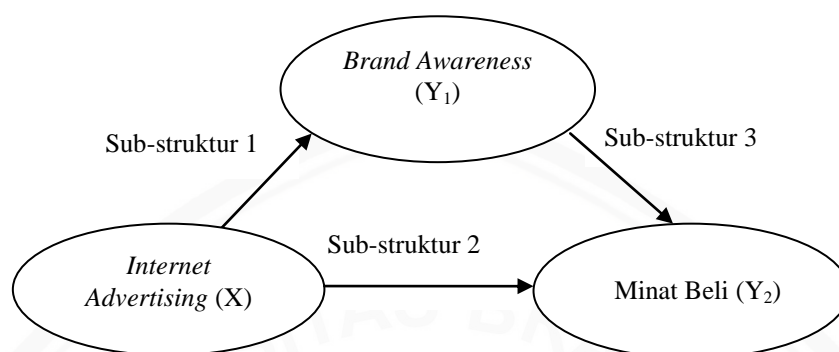 Brand Awareness
(Y₁)
Sub-struktur 1
Sub-struktur 3
Sub-struktur 2
Internet
Advertising (X)
Minat Beli (Y₂)